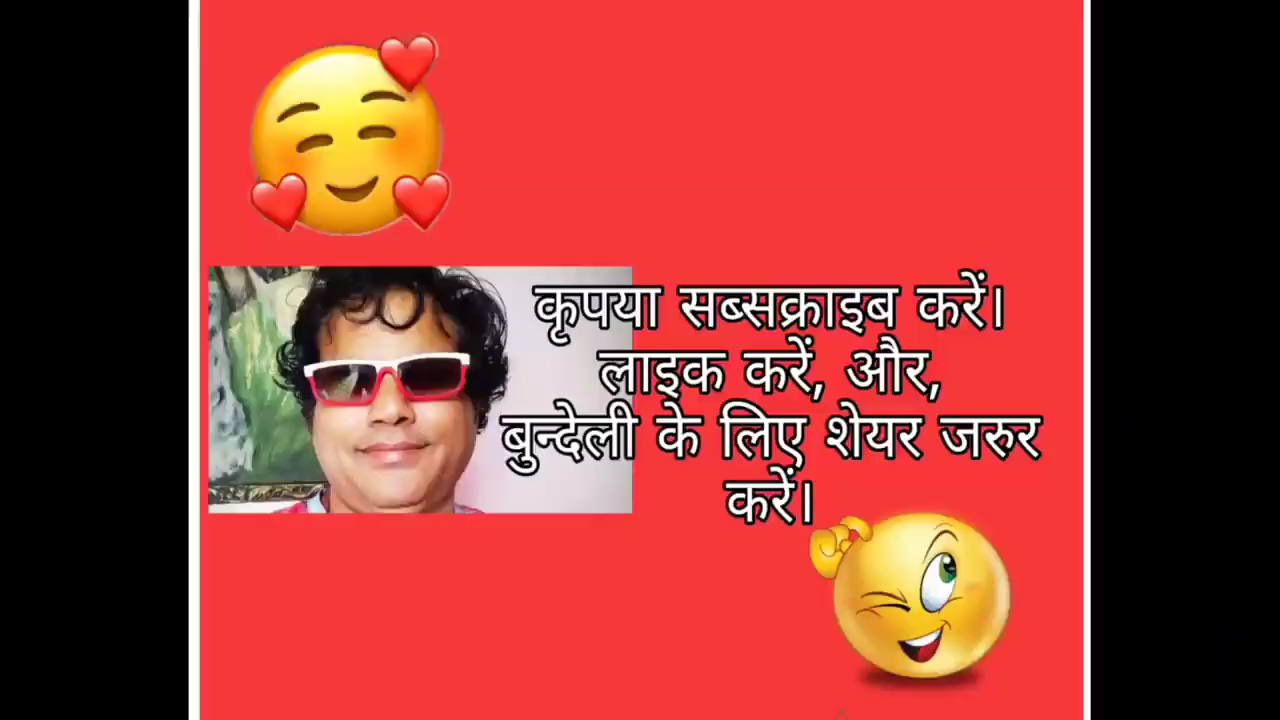 कृपया सब्सक्राइब करें।
लाइक करें, और,
बुन्देली के लिए शेयर जरुर
करें।